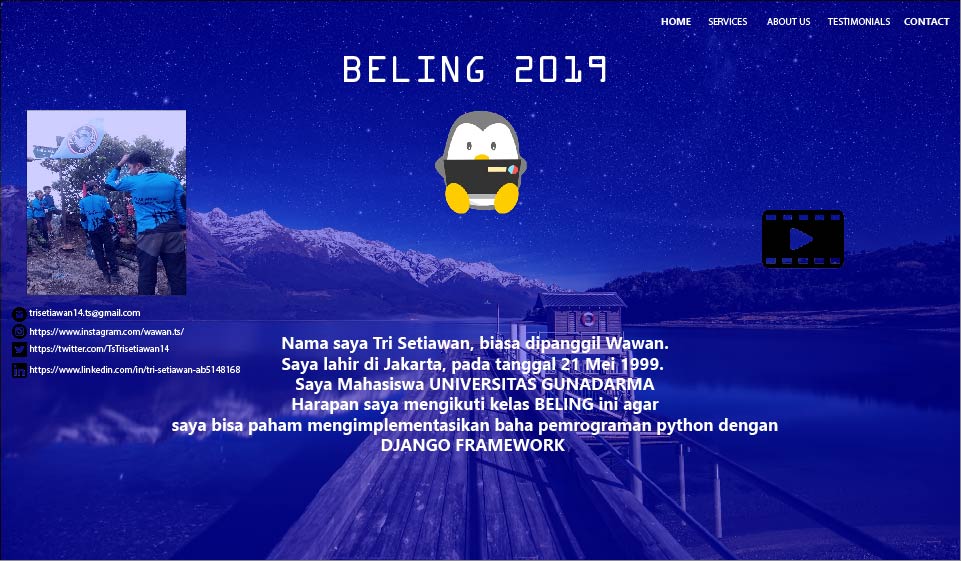 HOME SERVICES ABOUT US TESTIMONIALS CONTACT
BELING 2019
trisetiawan14.ts@gmail.com
https://www.instagram.com/wawan.ts/
https://twitter.com/TsTrisetiawan14
https://www.linkedin.com/in/tri-setiawan-ab5148168
Nama saya Tri Setiawan, biasa dipanggil Wawan.
Saya lahir di Jakarta, pada tanggal 21 Mei 1999.
Saya Mahasiswa UNIVERSITAS GUNADARMA
Harapan saya mengikuti kelas BELING ini agar
saya bisa paham mengimplementasikan baha pemrograman python dengan
DJANGO FRAMEWORK